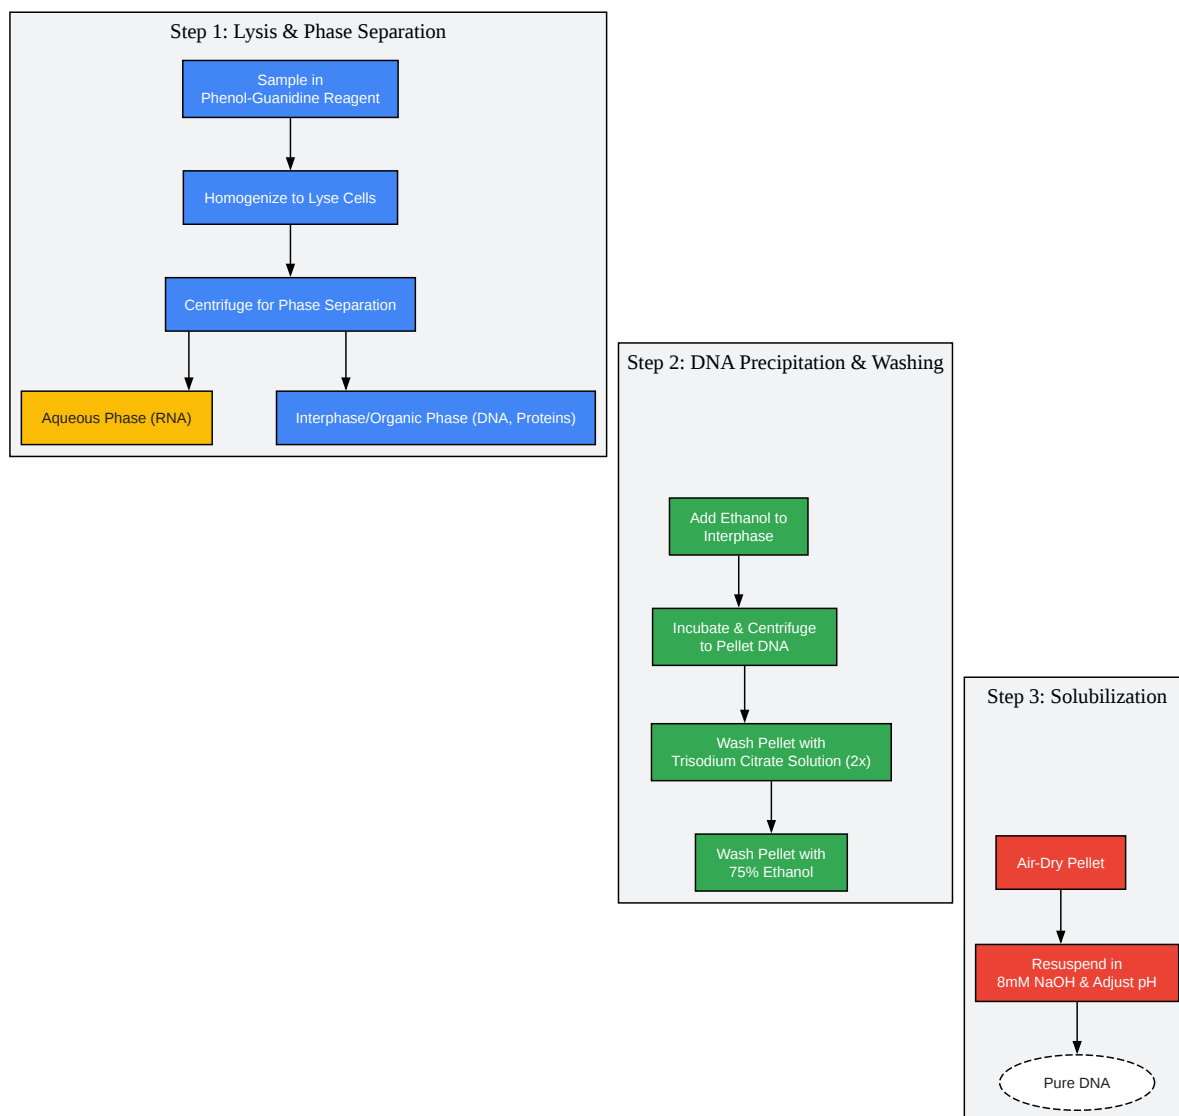 Step 1: Lysis & Phase Separation
Sample in
Phenol-Guanidine Reagent
Homogenize to Lyse Cells
Centrifuge for Phase Separation
Aqueous Phase (RNA)
Interphase/Organic Phase (DNA, Proteins)
Step 2: DNA Precipitation & Washing
Add Ethanol to
Interphase
Incubate & Centrifuge
to Pellet DNA
Wash Pellet with
Trisodium Citrate Solution (2x)
Wash Pellet with
75% Ethanol
Step 3: Solubilization
Air-Dry Pellet
Resuspend in
8mM NaOH & Adjust pH
Pure DNA